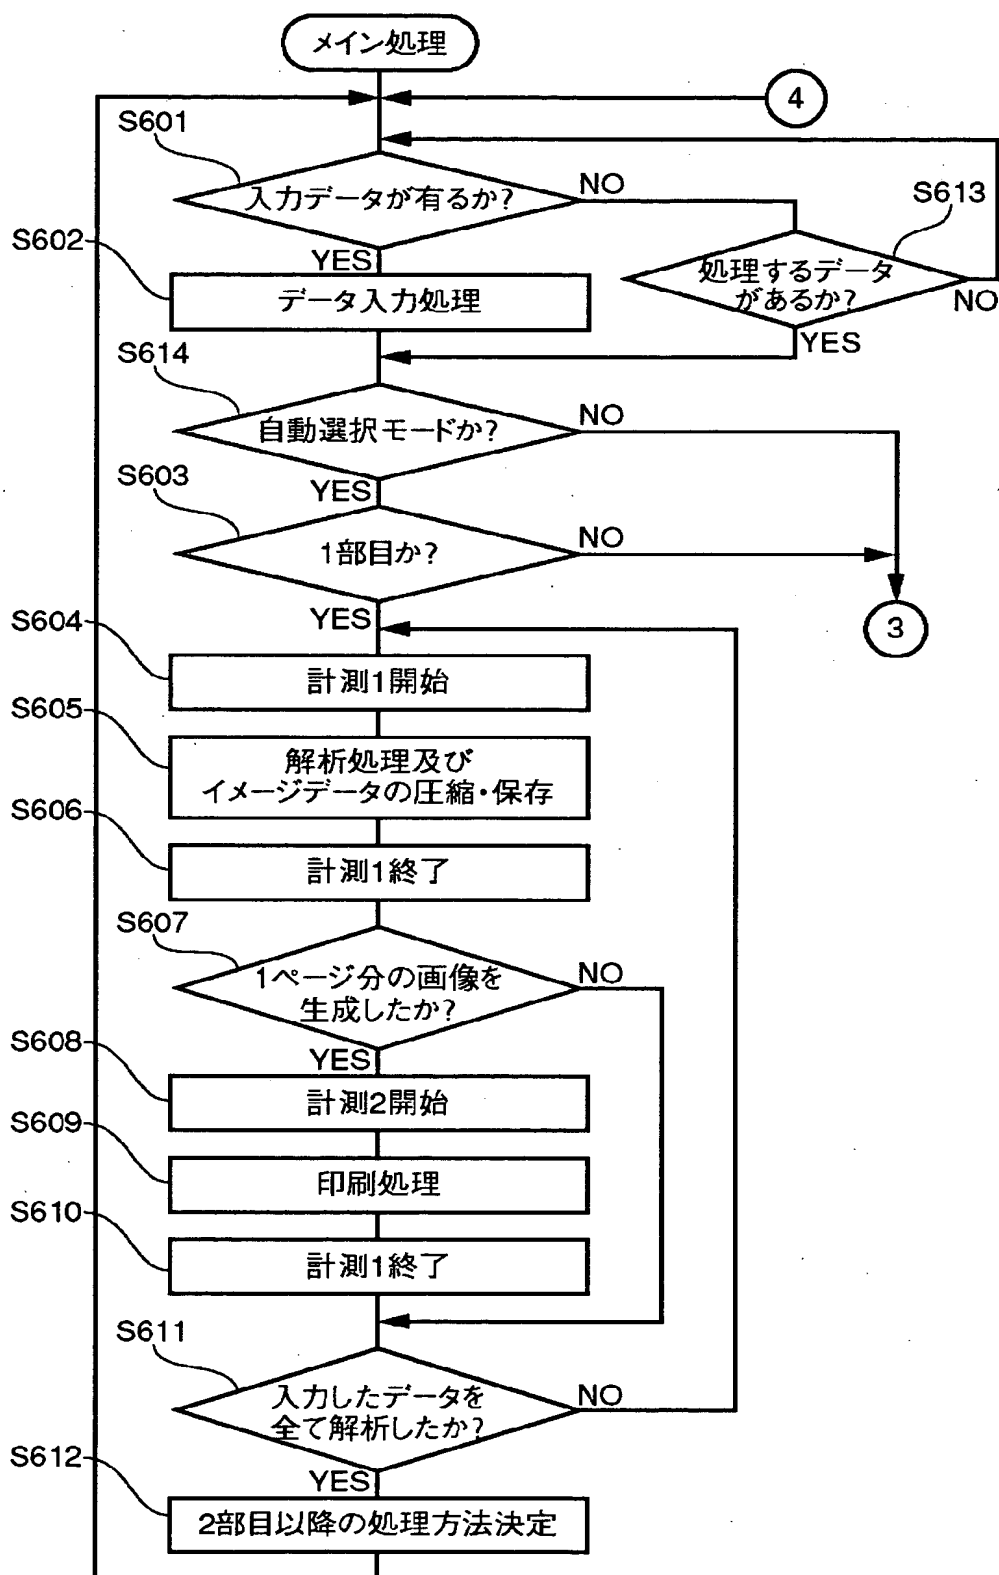 メイン処理
4
S601
入力データが有るか?
NO
S613
S602
YES
処理するデータ
があるか?
NO
データ入力処理
YES
S614
自動選択モードか?
NO
S603
YES
1部目か?
NO
S604
YES
3
計測1開始
S605
解析処理及び
イメージデータの圧縮・保存
S606
計測1終了
S607
1ページ分の画像を
生成したか?
NO
S608
YES
計測2開始
S609
印刷処理
S610
計測1終了
S611
入力したデータを
全て解析したか?
NO
S612
YES
2部目以降の処理方法決定